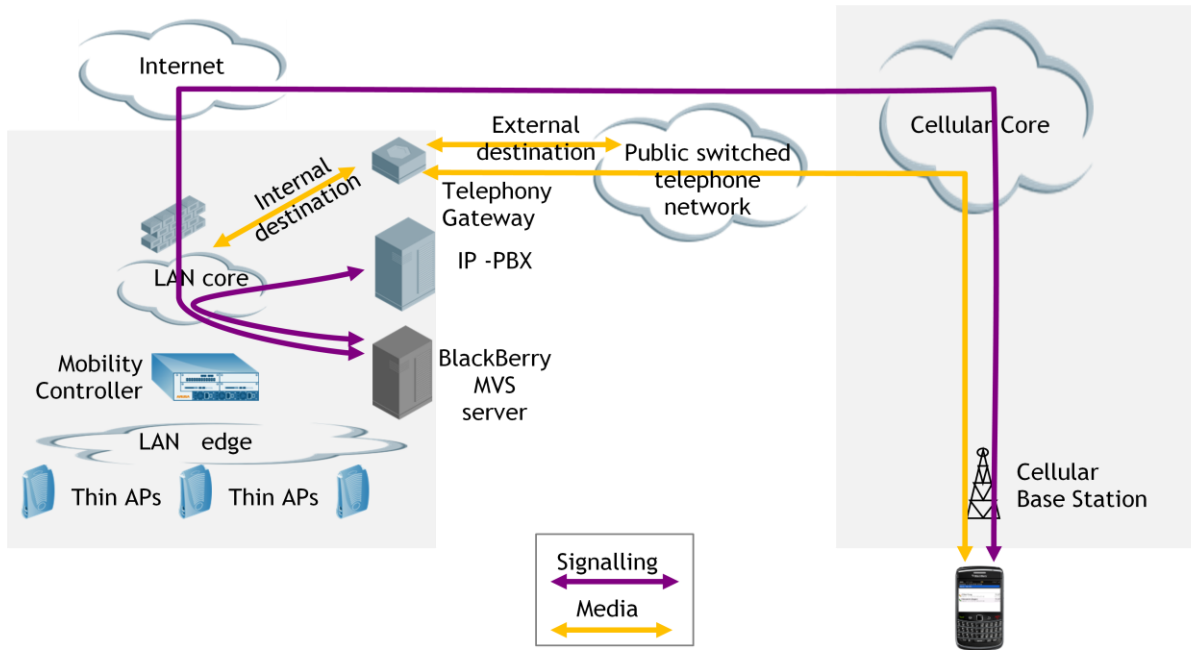 Internet
Cellular Core
External
destination
Public switched
telephone
network
Internal
destination
Telephony
Gateway
IP -PBX
LAN core
Mobility
Controller
BlackBerry
MVS
server
LAN edge
Thin APs
Thin APs
Cellular
Base Station
Signalling
Media